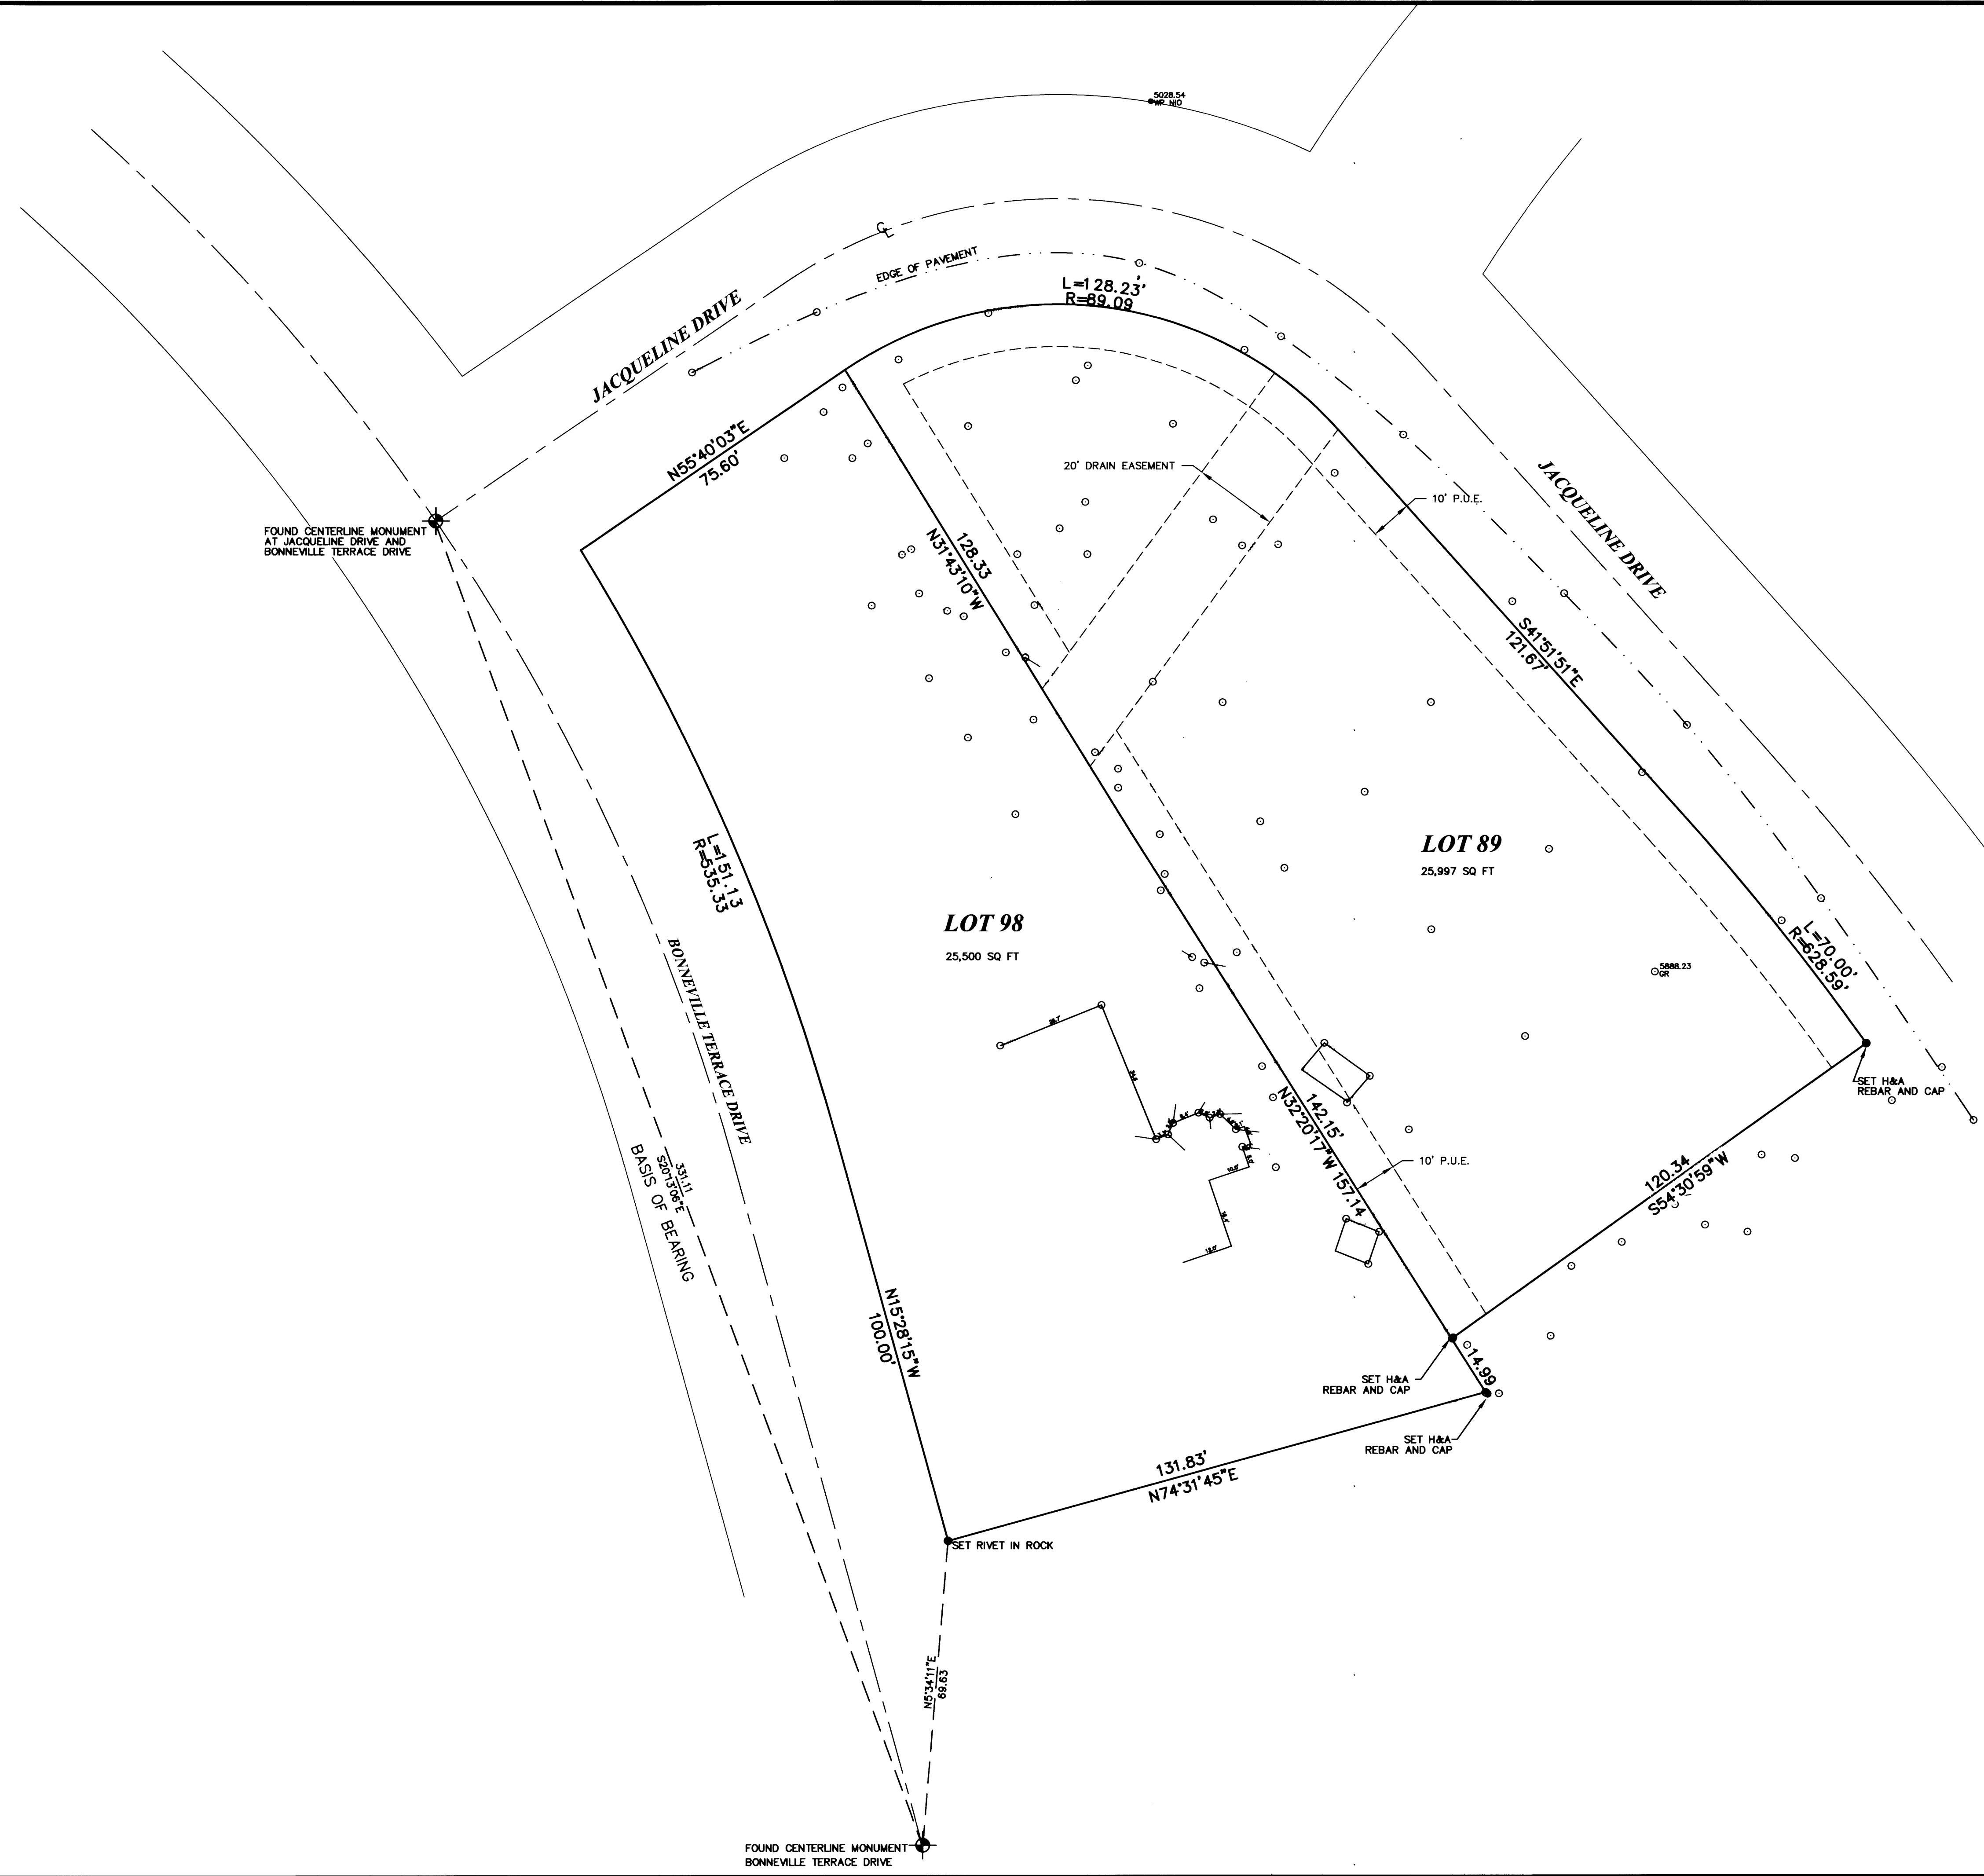 5028.54
WP NIO
CL
EDGE OF PAVEMENT
L=128.23'
R=89.09
JACQUELINE DRIVE
N55°40'03"E
75.60'
20' DRAIN EASEMENT
10' P.U.E.
JACQUELINE DRIVE
FOUND CENTERLINE MONUMENT
AT JACQUELINE DRIVE AND
BONNEVILLE TERRACE DRIVE
128.33
N31°43'10"W
S41°51'51"E
121.67'
L=151.13
R=535.33
LOT 89
25,997 SQ FT
LOT 98
25,500 SQ FT
L=70.00'
R=628.59'
5888.23
GR
BONNEVILLE TERRACE DRIVE
SET H&A
REBAR AND CAP
142.15'
N32°20'17"W 157.14
10' P.U.E.
120.34
S54°30'59"W
331.11
S20°13'06"E
BASIS OF BEARING
N15°28'15"W
100.00'
14.99
SET H&A
REBAR AND CAP
SET H&A
REBAR AND CAP
131.83'
N74°31'45"E
SET RIVET IN ROCK
N5°34'11"E
69.63
FOUND CENTERLINE MONUMENT
BONNEVILLE TERRACE DRIVE